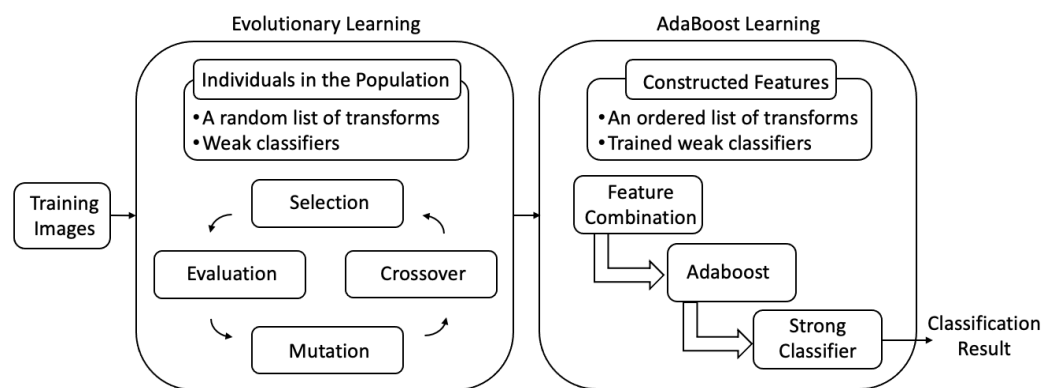 Evolutionary Learning
AdaBoost Learning
Individuals in the Population
• A random list of transforms
• Weak classifiers
Constructed Features
• An ordered list of transforms
• Trained weak classifiers
Training
Images
Selection
Evaluation
Crossover
Mutation
Feature
Combination
Adaboost
Strong
Classifier
Classification
Result